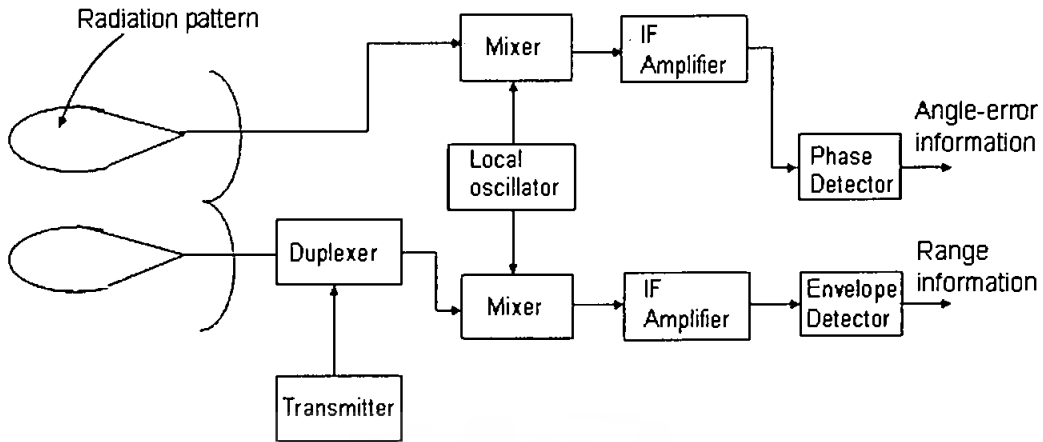 Radiation pattern
Mixer
IF
Amplifier
Angle-error
information
Local
oscillator
Phase
Detector
Duplexer
Mixer
IF
Amplifier
Envelope
Detector
Range
information
Transmitter